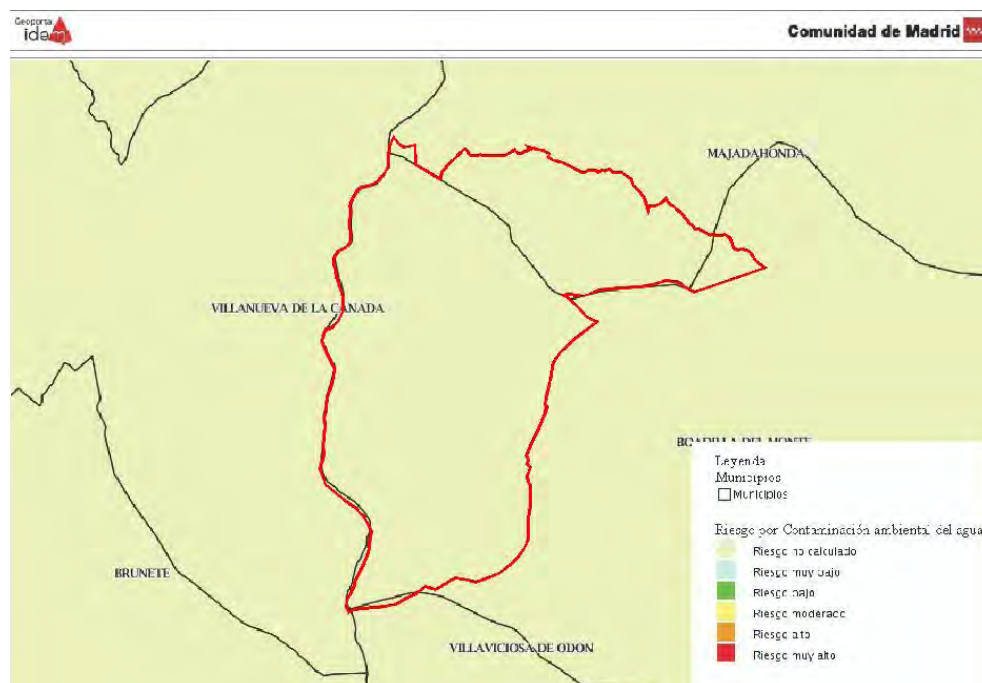 Geoportal
idem
Comunidad de Madrid
MAJADAHONDA
VILLANUEVA DE LA CAÑADA
BOADILLA DEL MONTE
Leyenda
Municipios
Municipios
Riesgo por Contaminación ambiental del agua
Riesgo no calculado
Riesgo muy bajo
Riesgo bajo
Riesgo moderado
Riesgo alto
Riesgo muy alto
BRUNETE
VILLAVICIOSA DE ODON